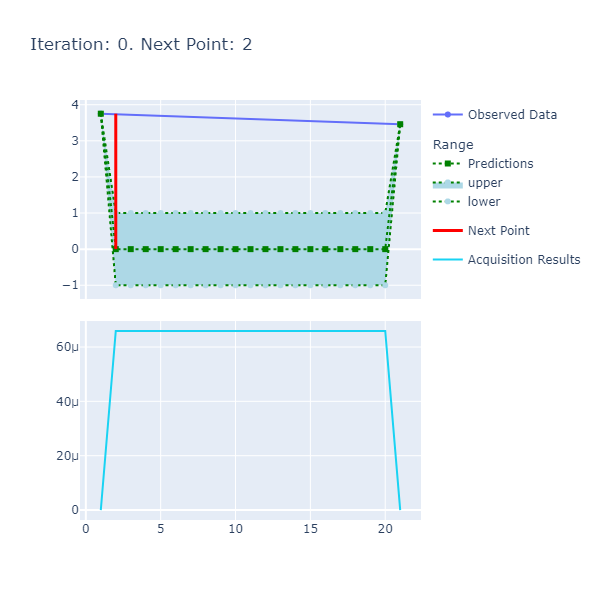 Iteration: 0. Next Point: 2
4
3
2
1
0
−1
Observed Data
Range
Predictions
upper
lower
Next Point
Acquisition Results
60μ
40μ
20μ
0
0 5 10 15 20